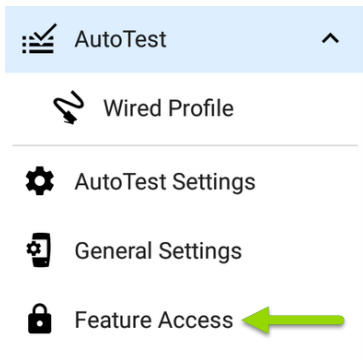 AutoTest
Wired Profile
AutoTest Settings
General Settings
Feature Access